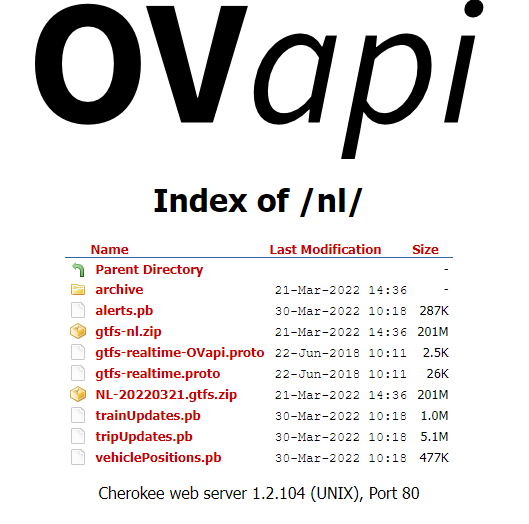 OVapi
Index of /nl/
Name Last Modification Size
Parent Directory -
archive 21-Mar-2022 14:36 -
alerts.pb 30-Mar-2022 10:18 287K
gtfs-nl.zip 21-Mar-2022 14:36 201M
gtfs-realtime-OVapi.proto 22-Jun-2018 10:11 2.5K
gtfs-realtime.proto 22-Jun-2018 10:11 26K
NL-20220321.gtfs.zip 21-Mar-2022 14:36 201M
trainUpdates.pb 30-Mar-2022 10:18 1.0M
tripUpdates.pb 30-Mar-2022 10:18 5.1M
vehiclePositions.pb 30-Mar-2022 10:18 477K
Cherokee web server 1.2.104 (UNIX), Port 80